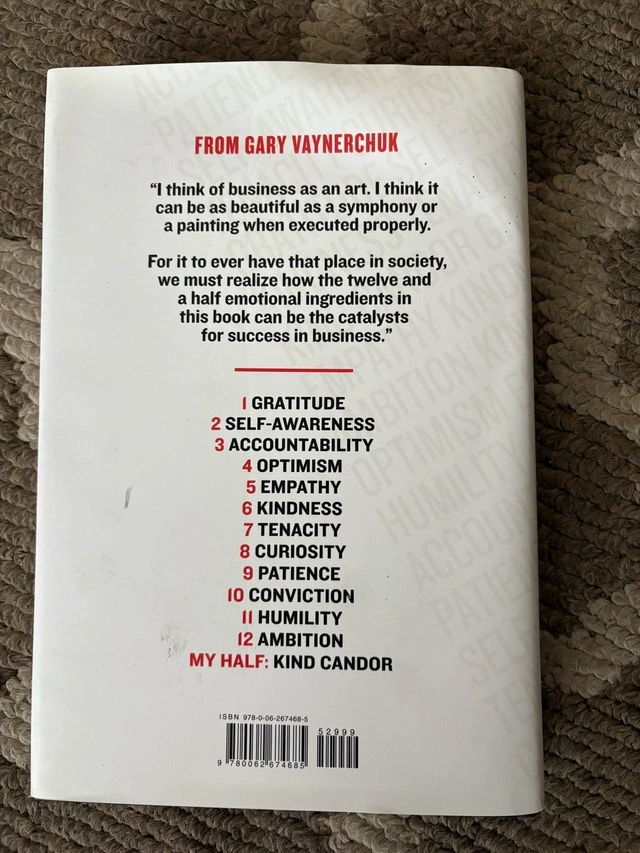 FROM GARY VAYNERCHUK
“I think of business as an art. I think it
can be as beautiful as a symphony or
a painting when executed properly.
For it to ever have that place in society,
we must realize how the twelve and
a half emotional ingredients in
this book can be the catalysts
for success in business.”
1 GRATITUDE
2 SELF-AWARENESS
3 ACCOUNTABILITY
4 OPTIMISM
5 EMPATHY
6 KINDNESS
7 TENACITY
8 CURIOSITY
9 PATIENCE
10 CONVICTION
11 HUMILITY
12 AMBITION
MY HALF: KIND CANDOR
ISBN 978-0-06-267468-5
52999
9 780062 674685